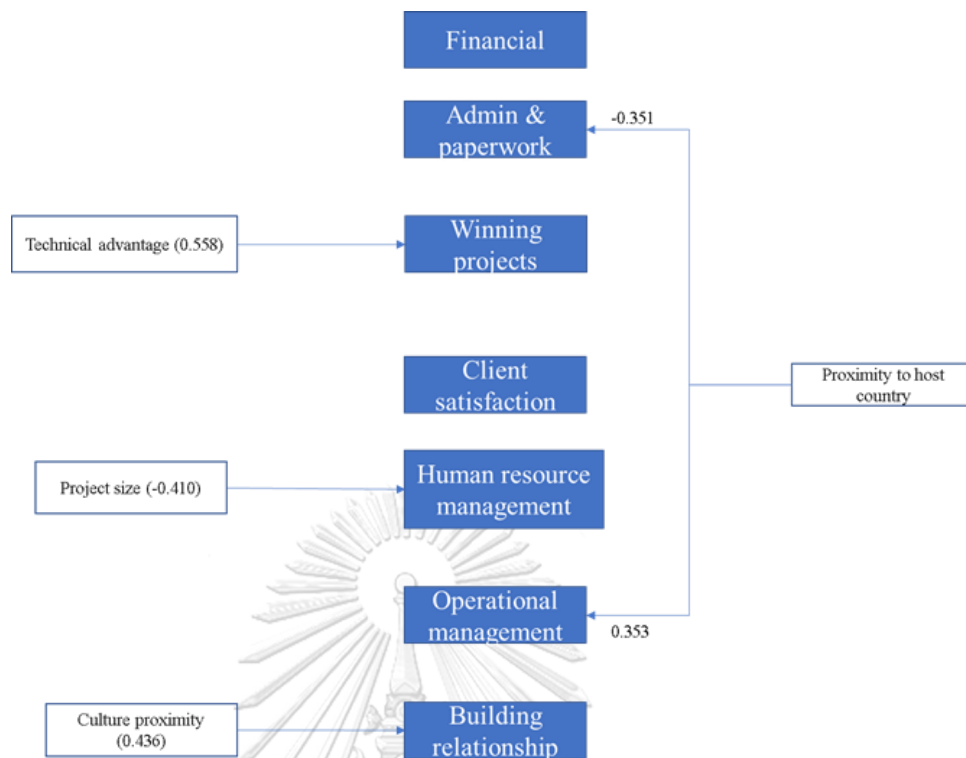 Financial
Admin &
paperwork
-0.351
Technical advantage (0.558)
Winning
projects
Client
satisfaction
Proximity to host
country
Project size (-0.410)
Human resource
management
Operational
management
0.353
Culture proximity
(0.436)
Building
relationship